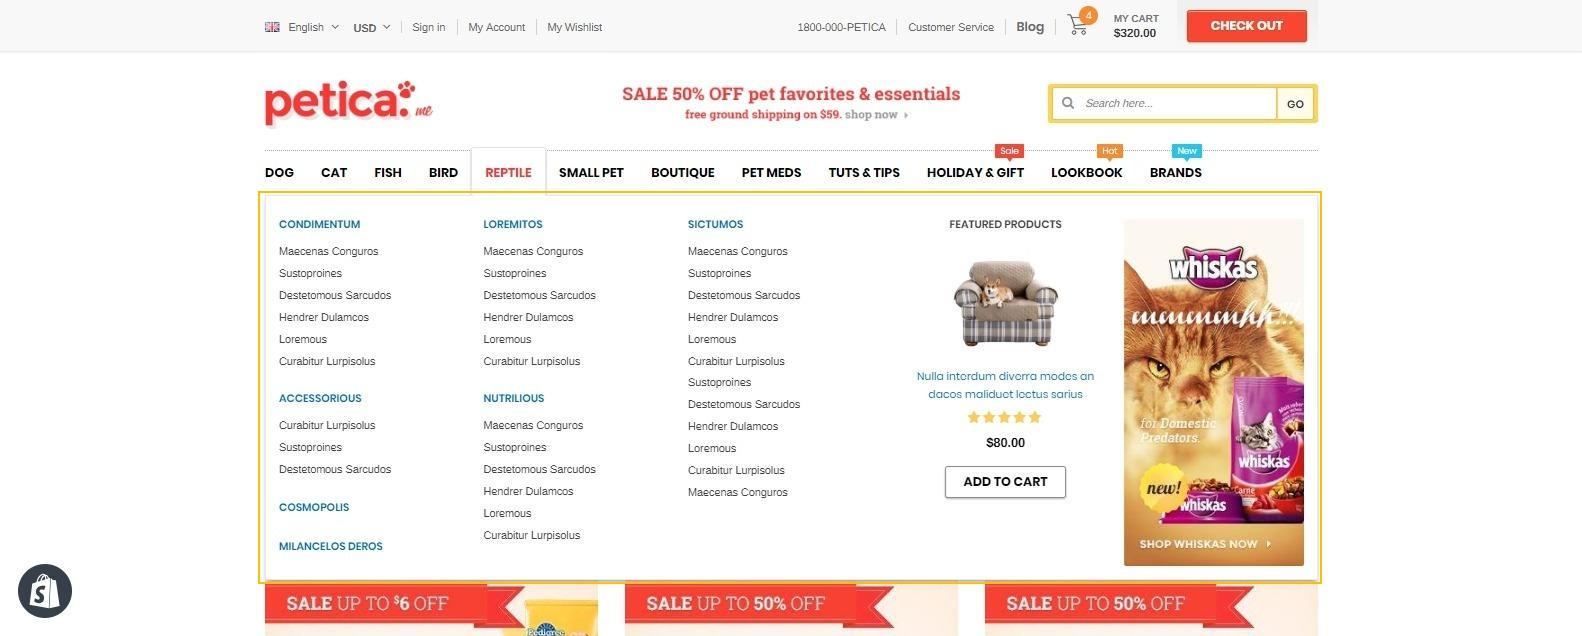 English USD Sign in My Account My Wishlist 1800-000-PETICA Customer Service Blog 4 MY CART $320.00 CHECK OUT
petica. me
SALE 50% OFF pet favorites & essentials
free ground shipping on $59. shop now
Search here... GO
Sale Hot New
DOG CAT FISH BIRD REPTILE SMALL PET BOUTIQUE PET MEDS TUTS & TIPS HOLIDAY & GIFT LOOKBOOK BRANDS
CONDIMENTUM
Maecenas Conguros
Sustoproines
Destetomous Sarcudos
Hendrer Dulamcos
Loremous
Curabitur Lurpisolus
ACCESSORIOUS
Curabitur Lurpisolus
Sustoproines
Destetomous Sarcudos
COSMOPOLIS
MILANCELOS DEROS
LOREMITOS
Maecenas Conguros
Sustoproines
Destetomous Sarcudos
Hendrer Dulamcos
Loremous
Curabitur Lurpisolus
NUTRILIOUS
Maecenas Conguros
Sustoproines
Destetomous Sarcudos
Hendrer Dulamcos
Loremous
Curabitur Lurpisolus
SICTUMOS
Maecenas Conguros
Sustoproines
Destetomous Sarcudos
Hendrer Dulamcos
Loremous
Curabitur Lurpisolus
Sustoproines
Destetomous Sarcudos
Hendrer Dulamcos
Loremous
Curabitur Lurpisolus
Maecenas Conguros
FEATURED PRODUCTS
Nulla interdum diverra modes an
dacos maliduct lectus sarius
$80.00
ADD TO CART
whiskas
mmmmhh!!!
for Domestic
Predators.
whiskas
Carne
new!
whiskas
SHOP WHISKAS NOW
SALE UP TO $6 OFF
Pedigree
SALE UP TO 50% OFF
SALE UP TO 50% OFF